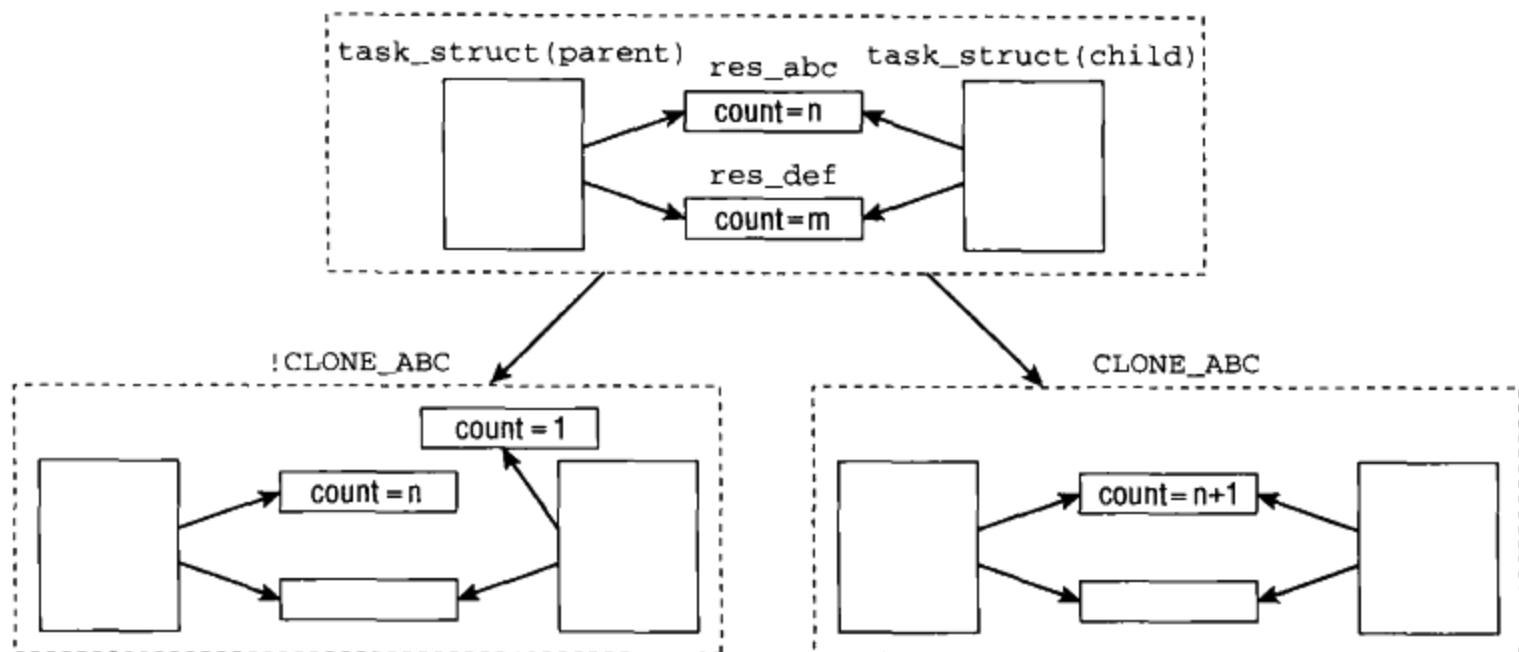 task_struct(parent)
res_abc
task_struct(child)
count=n
res_def
count=m
!CLONE_ABC
CLONE_ABC
count=1
count=n
count=n+1